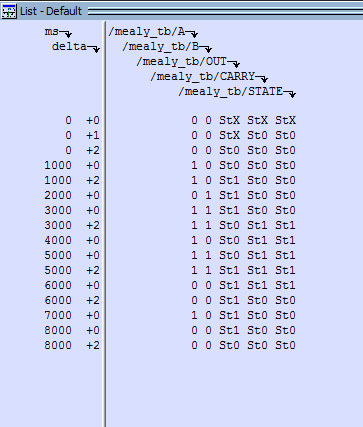 List - Default
ms
delta
/mealy_tb/A
/mealy_tb/B
/mealy_tb/OUT
/mealy_tb/CARRY
/mealy_tb/STATE
0 +0 0 0 StX StX StX
0 +1 0 0 StX St0 St0
0 +2 0 0 St0 St0 St0
1000 +0 1 0 St0 St0 St0
1000 +2 1 0 St1 St0 St0
2000 +0 0 1 St1 St0 St0
3000 +0 1 1 St1 St0 St0
3000 +2 1 1 St0 St1 St1
4000 +0 1 0 St0 St1 St1
5000 +0 1 1 St0 St1 St1
5000 +2 1 1 St1 St1 St1
6000 +0 0 0 St1 St0 St1
6000 +2 0 0 St0 St0 St0
7000 +0 1 0 St1 St0 St0
8000 +0 0 0 St1 St0 St0
8000 +2 0 0 St0 St0 St0